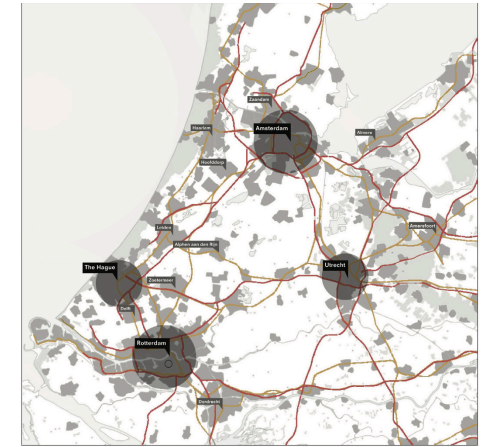 Zaandam
Haarlem
Amsterdam
Almere
Hoofddorp
Leiden
Amersfoort
Alphen aan den Rijn
The Hague
Utrecht
Zoetermeer
Delft
Rotterdam
Dordrecht